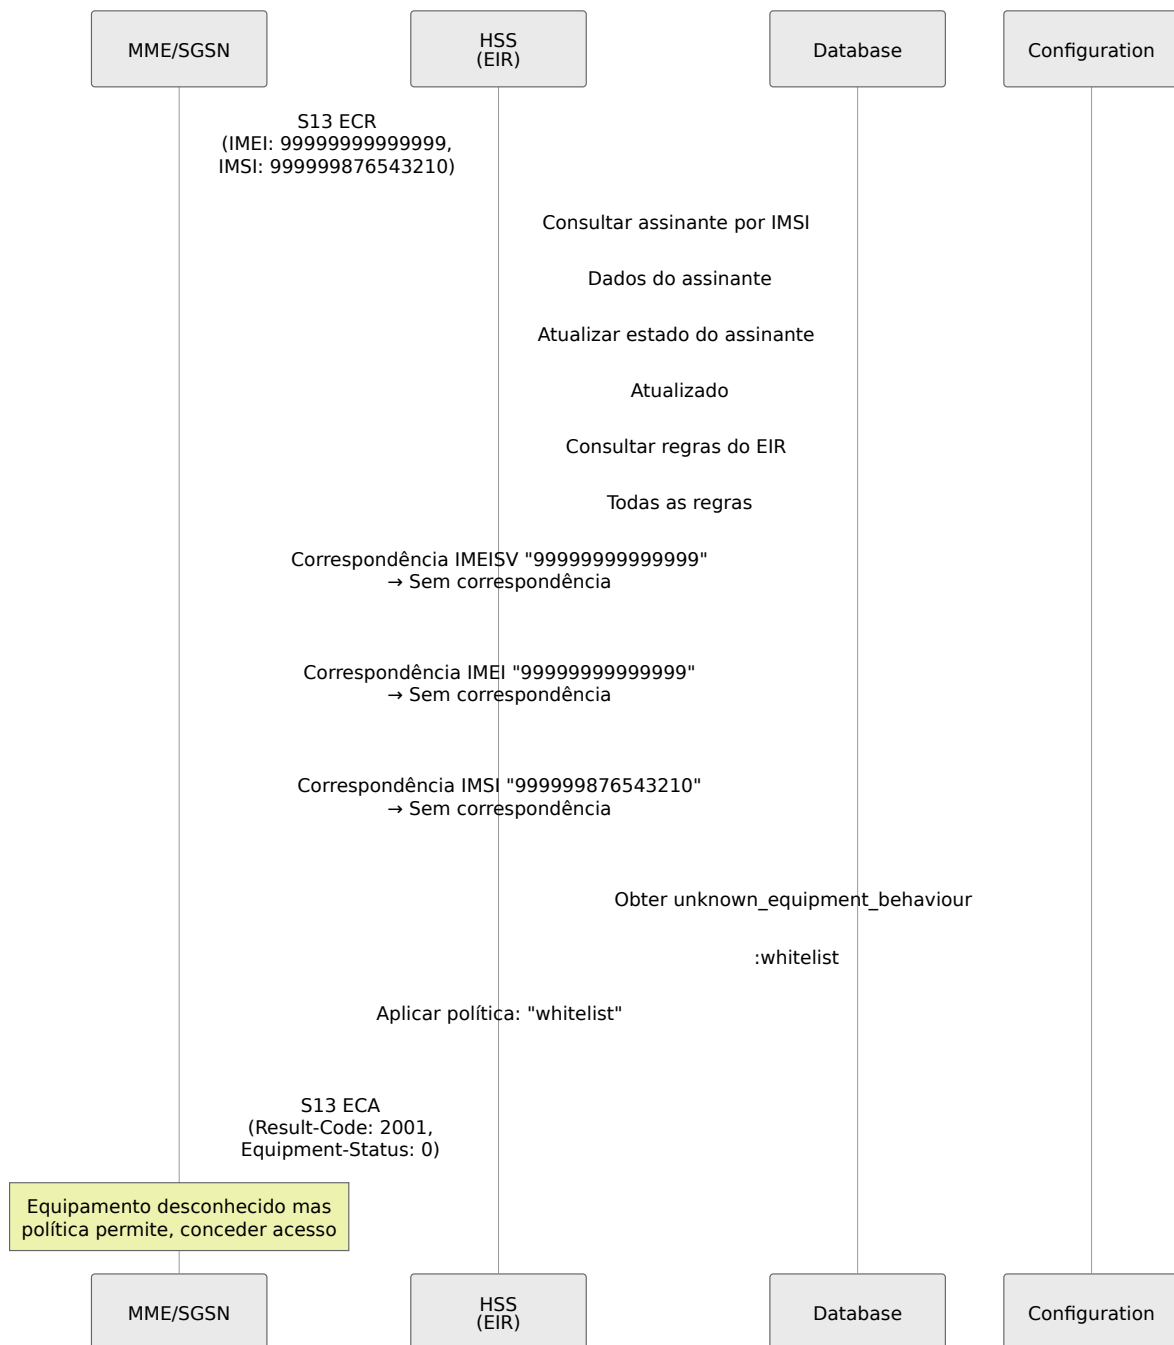 MME/SGSN
HSS
(EIR)
Database
Configuration
S13 ECR
(IMEI: 99999999999999,
IMSI: 999999876543210)
Consultar assinante por IMSI
Dados do assinante
Atualizar estado do assinante
Atualizado
Consultar regras do EIR
Todas as regras
Correspondência IMEISV "99999999999999"
→ Sem correspondência
Correspondência IMEI "99999999999999"
→ Sem correspondência
Correspondência IMSI "999999876543210"
→ Sem correspondência
Obter unknown_equipment_behaviour
:whitelist
Aplicar política: "whitelist"
S13 ECA
(Result-Code: 2001,
Equipment-Status: 0)
Equipamento desconhecido mas
política permite, conceder acesso
MME/SGSN
HSS
(EIR)
Database
Configuration